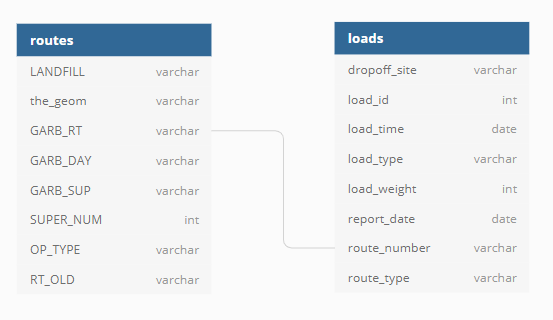 routes
LANDFILL varchar
the_geom varchar
GARB_RT varchar
GARB_DAY varchar
GARB_SUP varchar
SUPER_NUM int
OP_TYPE varchar
RT_OLD varchar
loads
dropoff_site varchar
load_id int
load_time date
load_type varchar
load_weight int
report_date date
route_number varchar
route_type varchar